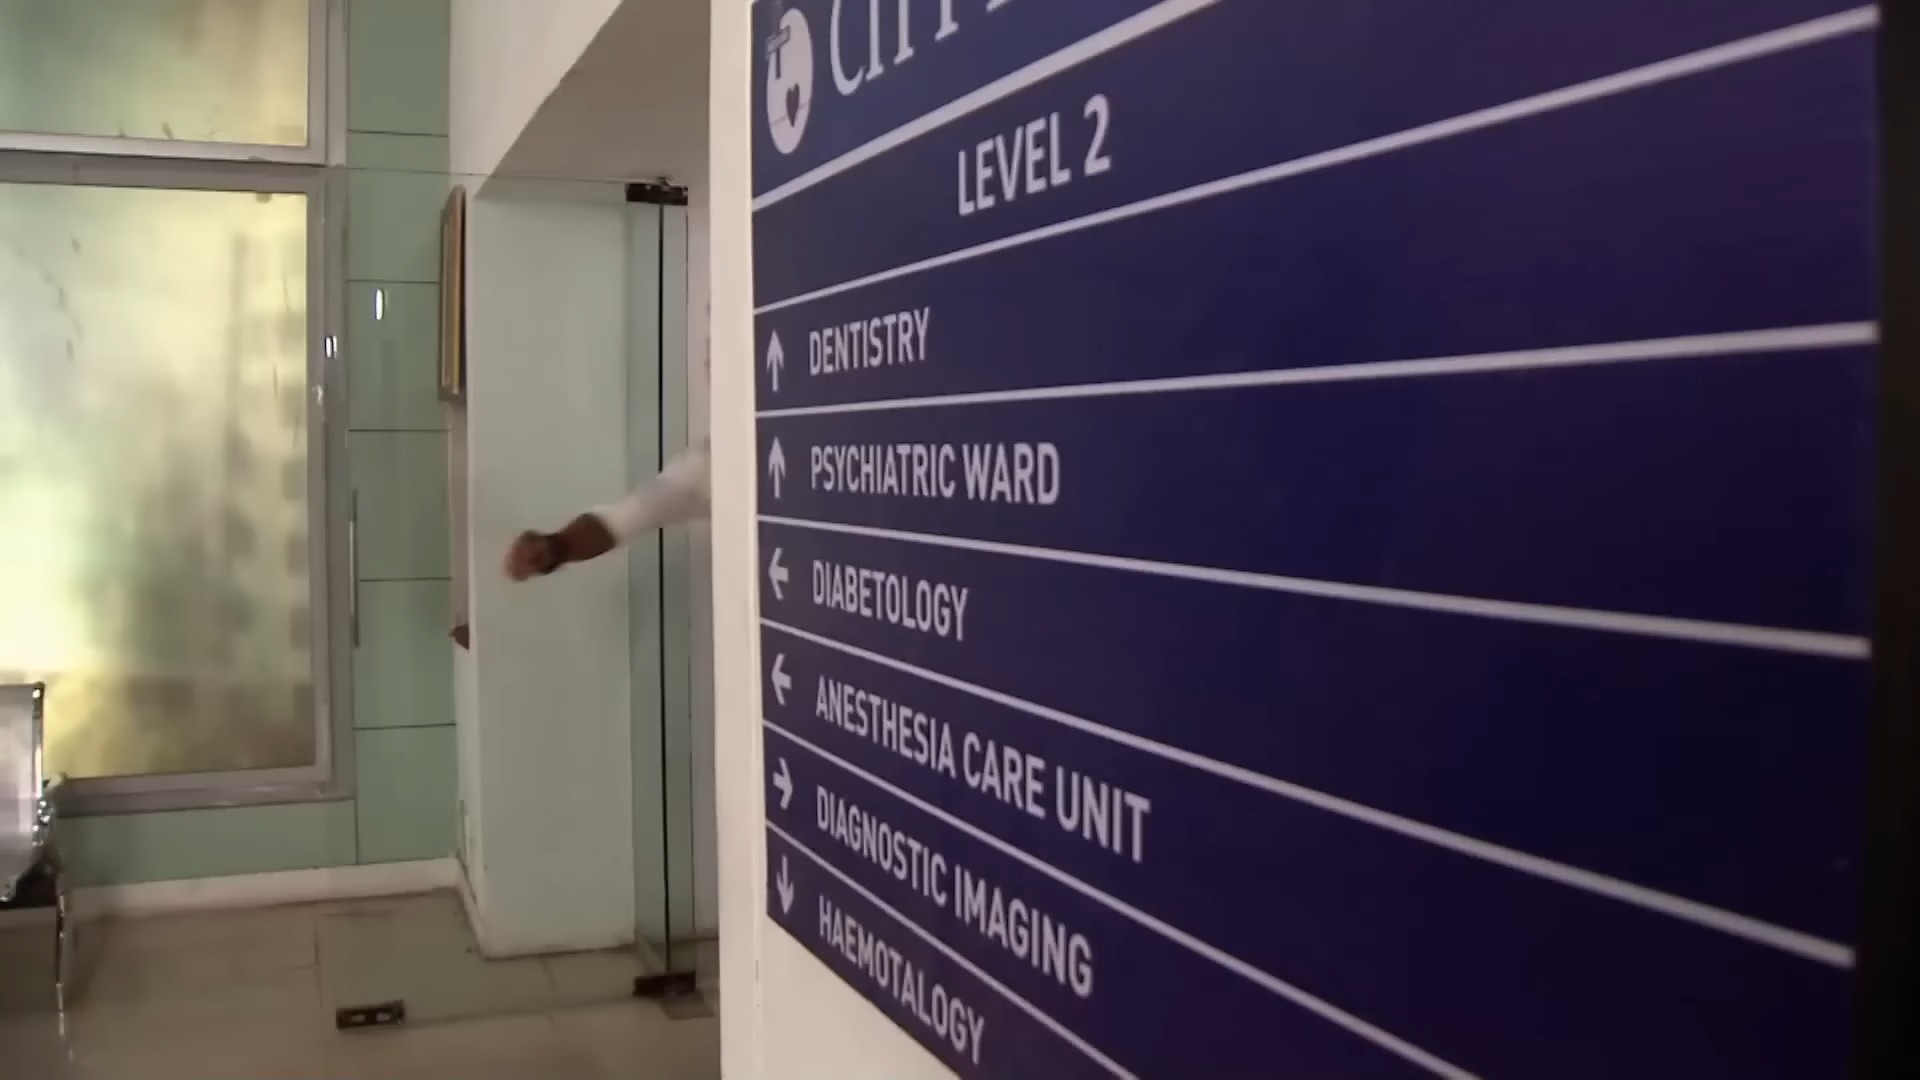 LEVEL 2
↑ DENTISTRY
↑ PSYCHIATRIC WARD
← DIABETOLOGY
← ANESTHESIA CARE UNIT
→ DIAGNOSTIC IMAGING
↓ HAEMOTALOGY